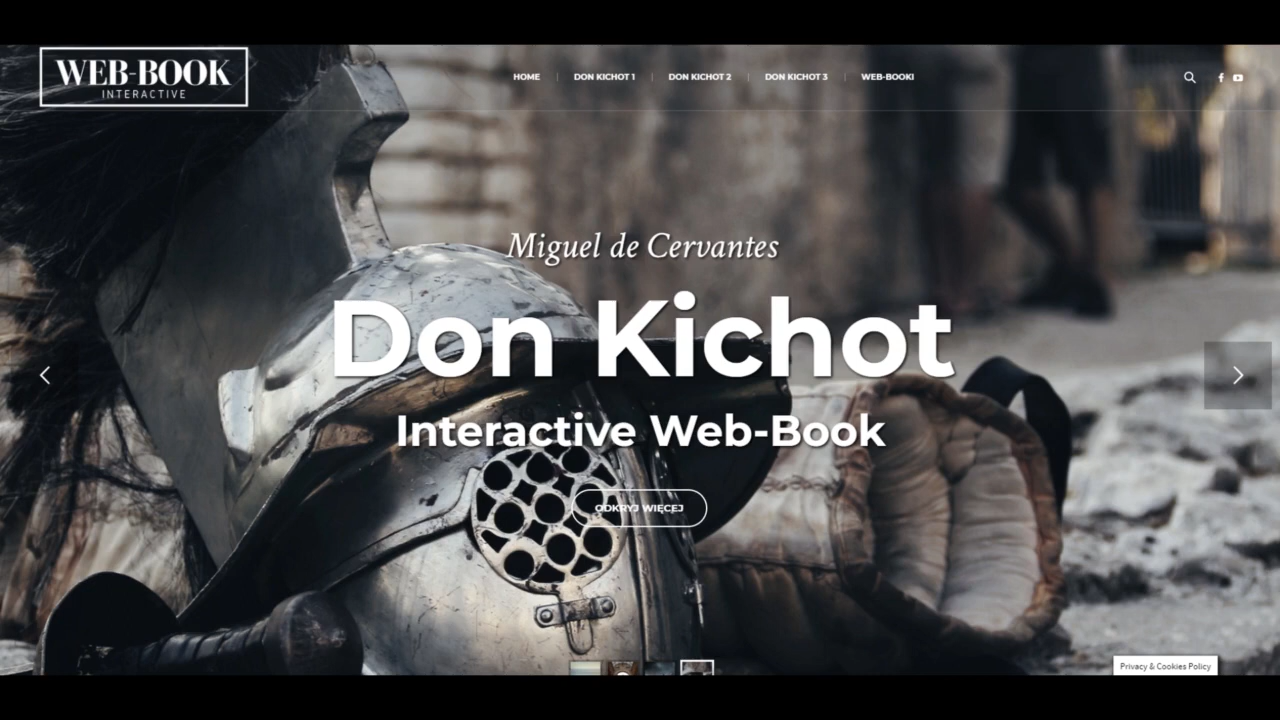 WEB-BOOK
INTERACTIVE
HOME
DON KICHOT 1
DON KICHOT 2
DON KICHOT 3
WEB-BOOKI
Miguel de Cervantes
Don Kichot
Interactive Web-Book
ODKRYJ WIĘCEJ
Privacy & Cookies Policy